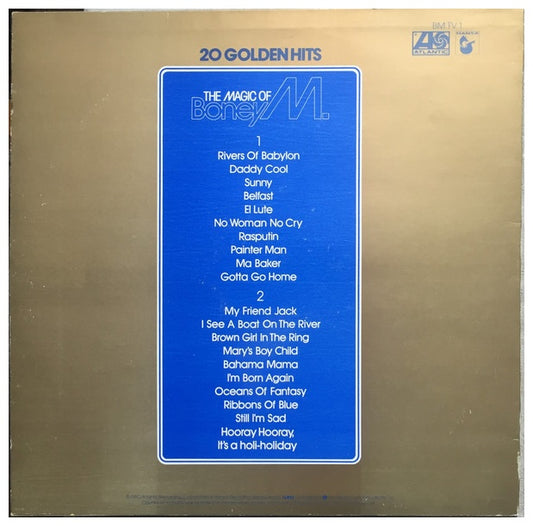 BM TV 1
ATLANTIC
HANSA
20 GOLDEN HITS
THE MAGIC OF
Boney M.
1
Rivers Of Babylon
Daddy Cool
Sunny
Belfast
El Lute
No Woman No Cry
Rasputin
Painter Man
Ma Baker
Gotta Go Home
2
My Friend Jack
I See A Boat On The River
Brown Girl In The Ring
Mary's Boy Child
Bahama Mama
I'm Born Again
Oceans Of Fantasy
Ribbons Of Blue
Still I'm Sad
Hooray Hooray,
It's a holi-holiday